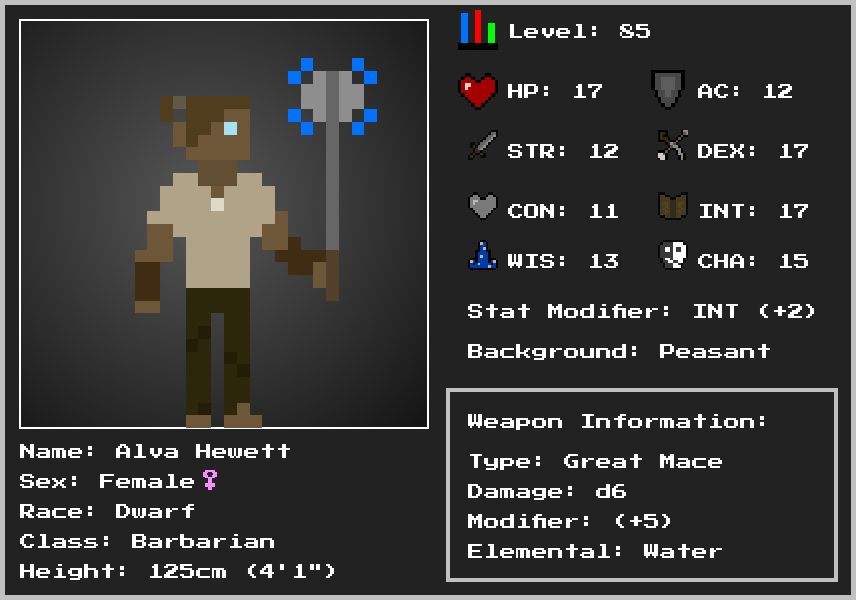 Level: 85
HP: 17 AC: 12
STR: 12 DEX: 17
CON: 11 INT: 17
WIS: 13 CHA: 15
Stat Modifier: INT (+2)
Background: Peasant
Weapon Information:
Type: Great Mace
Damage: d6
Modifier: (+5)
Elemental: Water
Name: Alva Hewett
Sex: Female♀
Race: Dwarf
Class: Barbarian
Height: 125cm (4'1")